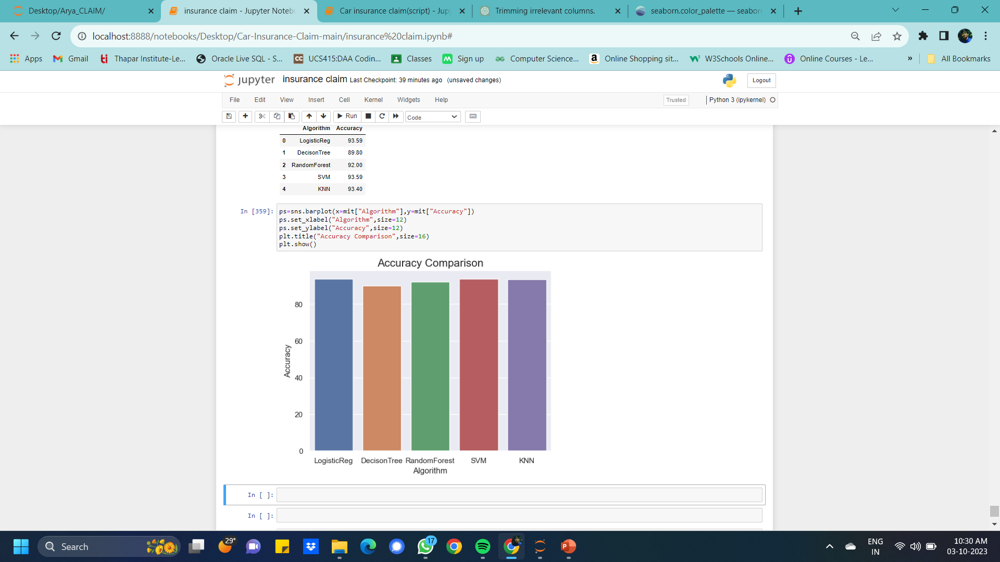 Desktop/Arya_CLAIM/
insurance claim - Jupyter Noteb
Car insurance claim(script) - Jup
Trimming irrelevant columns.
seaborn.color_palette — seaborn
localhost:8888/notebooks/Desktop/Car-Insurance-Claim-main/insurance%20claim.ipynb#
Apps
Gmail
Thapar Institute-Le...
Oracle Live SQL - S...
UCS415:DAA Codin...
Classes
Sign up
Computer Science...
Online Shopping sit...
W3Schools Online...
Online Courses - Le...
»
All Bookmarks
jupyter insurance claim Last Checkpoint: 39 minutes ago (unsaved changes)
Logout
File Edit View Insert Cell Kernel Widgets Help
Trusted
Python 3 (ipykernel)
Run
Code
Algorithm Accuracy
0 LogisticReg 93.59
1 DecisonTree 89.80
2 RandomForest 92.00
3 SVM 93.59
4 KNN 93.40
In [359]: ps=sns.barplot(x=mit["Algorithm"],y=mit["Accuracy"])
ps.set_xlabel("Algorithm",size=12)
ps.set_ylabel("Accuracy",size=12)
plt.title("Accuracy Comparison",size=16)
plt.show()
Accuracy Comparison
80
60
40
20
0
Accuracy
LogisticReg DecisonTree RandomForest SVM KNN
Algorithm
In [ ]:
In [ ]:
Search
29°
17
ENG
IN
10:30 AM
03-10-2023